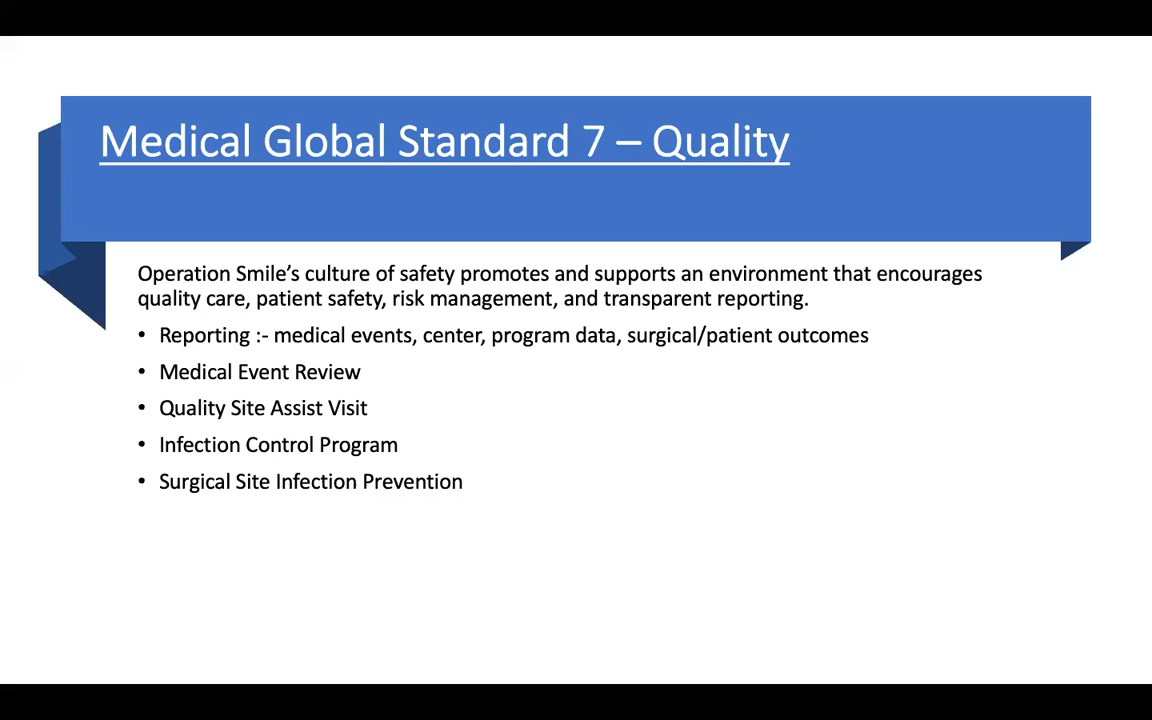 Medical Global Standard 7 – Quality
Operation Smile’s culture of safety promotes and supports an environment that encourages
quality care, patient safety, risk management, and transparent reporting.
• Reporting :- medical events, center, program data, surgical/patient outcomes
• Medical Event Review
• Quality Site Assist Visit
• Infection Control Program
• Surgical Site Infection Prevention